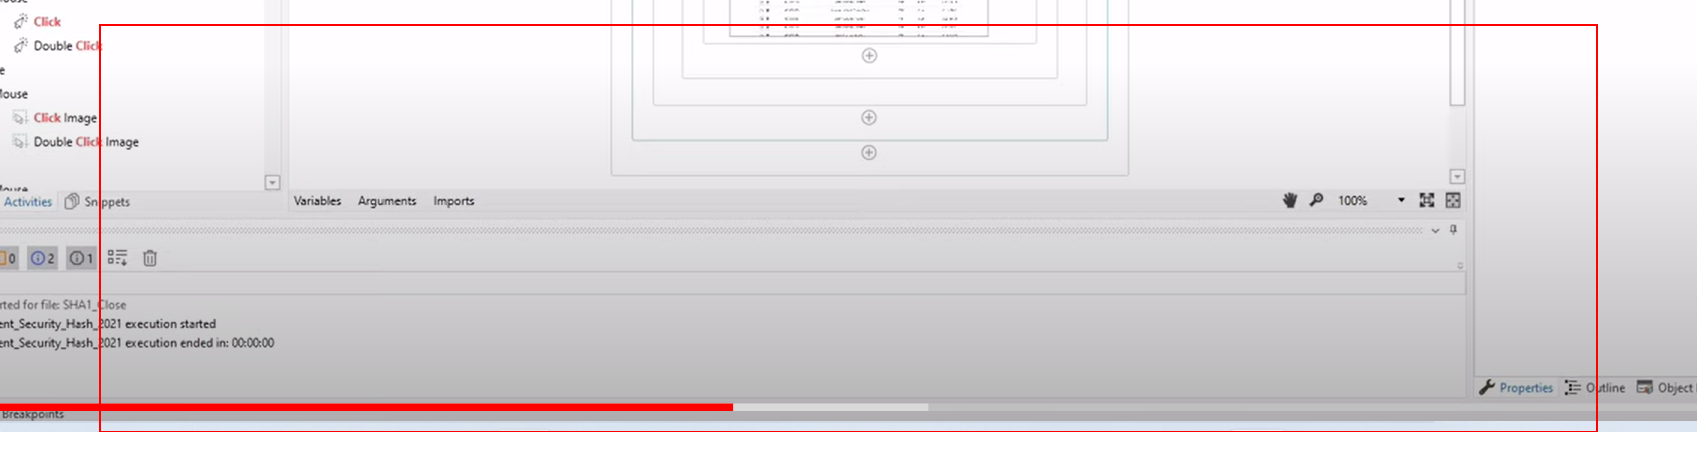 Click
Double Click
e
Mouse
Click Image
Double Click Image
Activities
Snippets
Variables
Arguments
Imports
100%
0
2
1
rted for file: SHA1_Close
ent_Security_Hash_2021 execution started
ent_Security_Hash_2021 execution ended in: 00:00:00
Properties
Outline
Object
Breakpoints